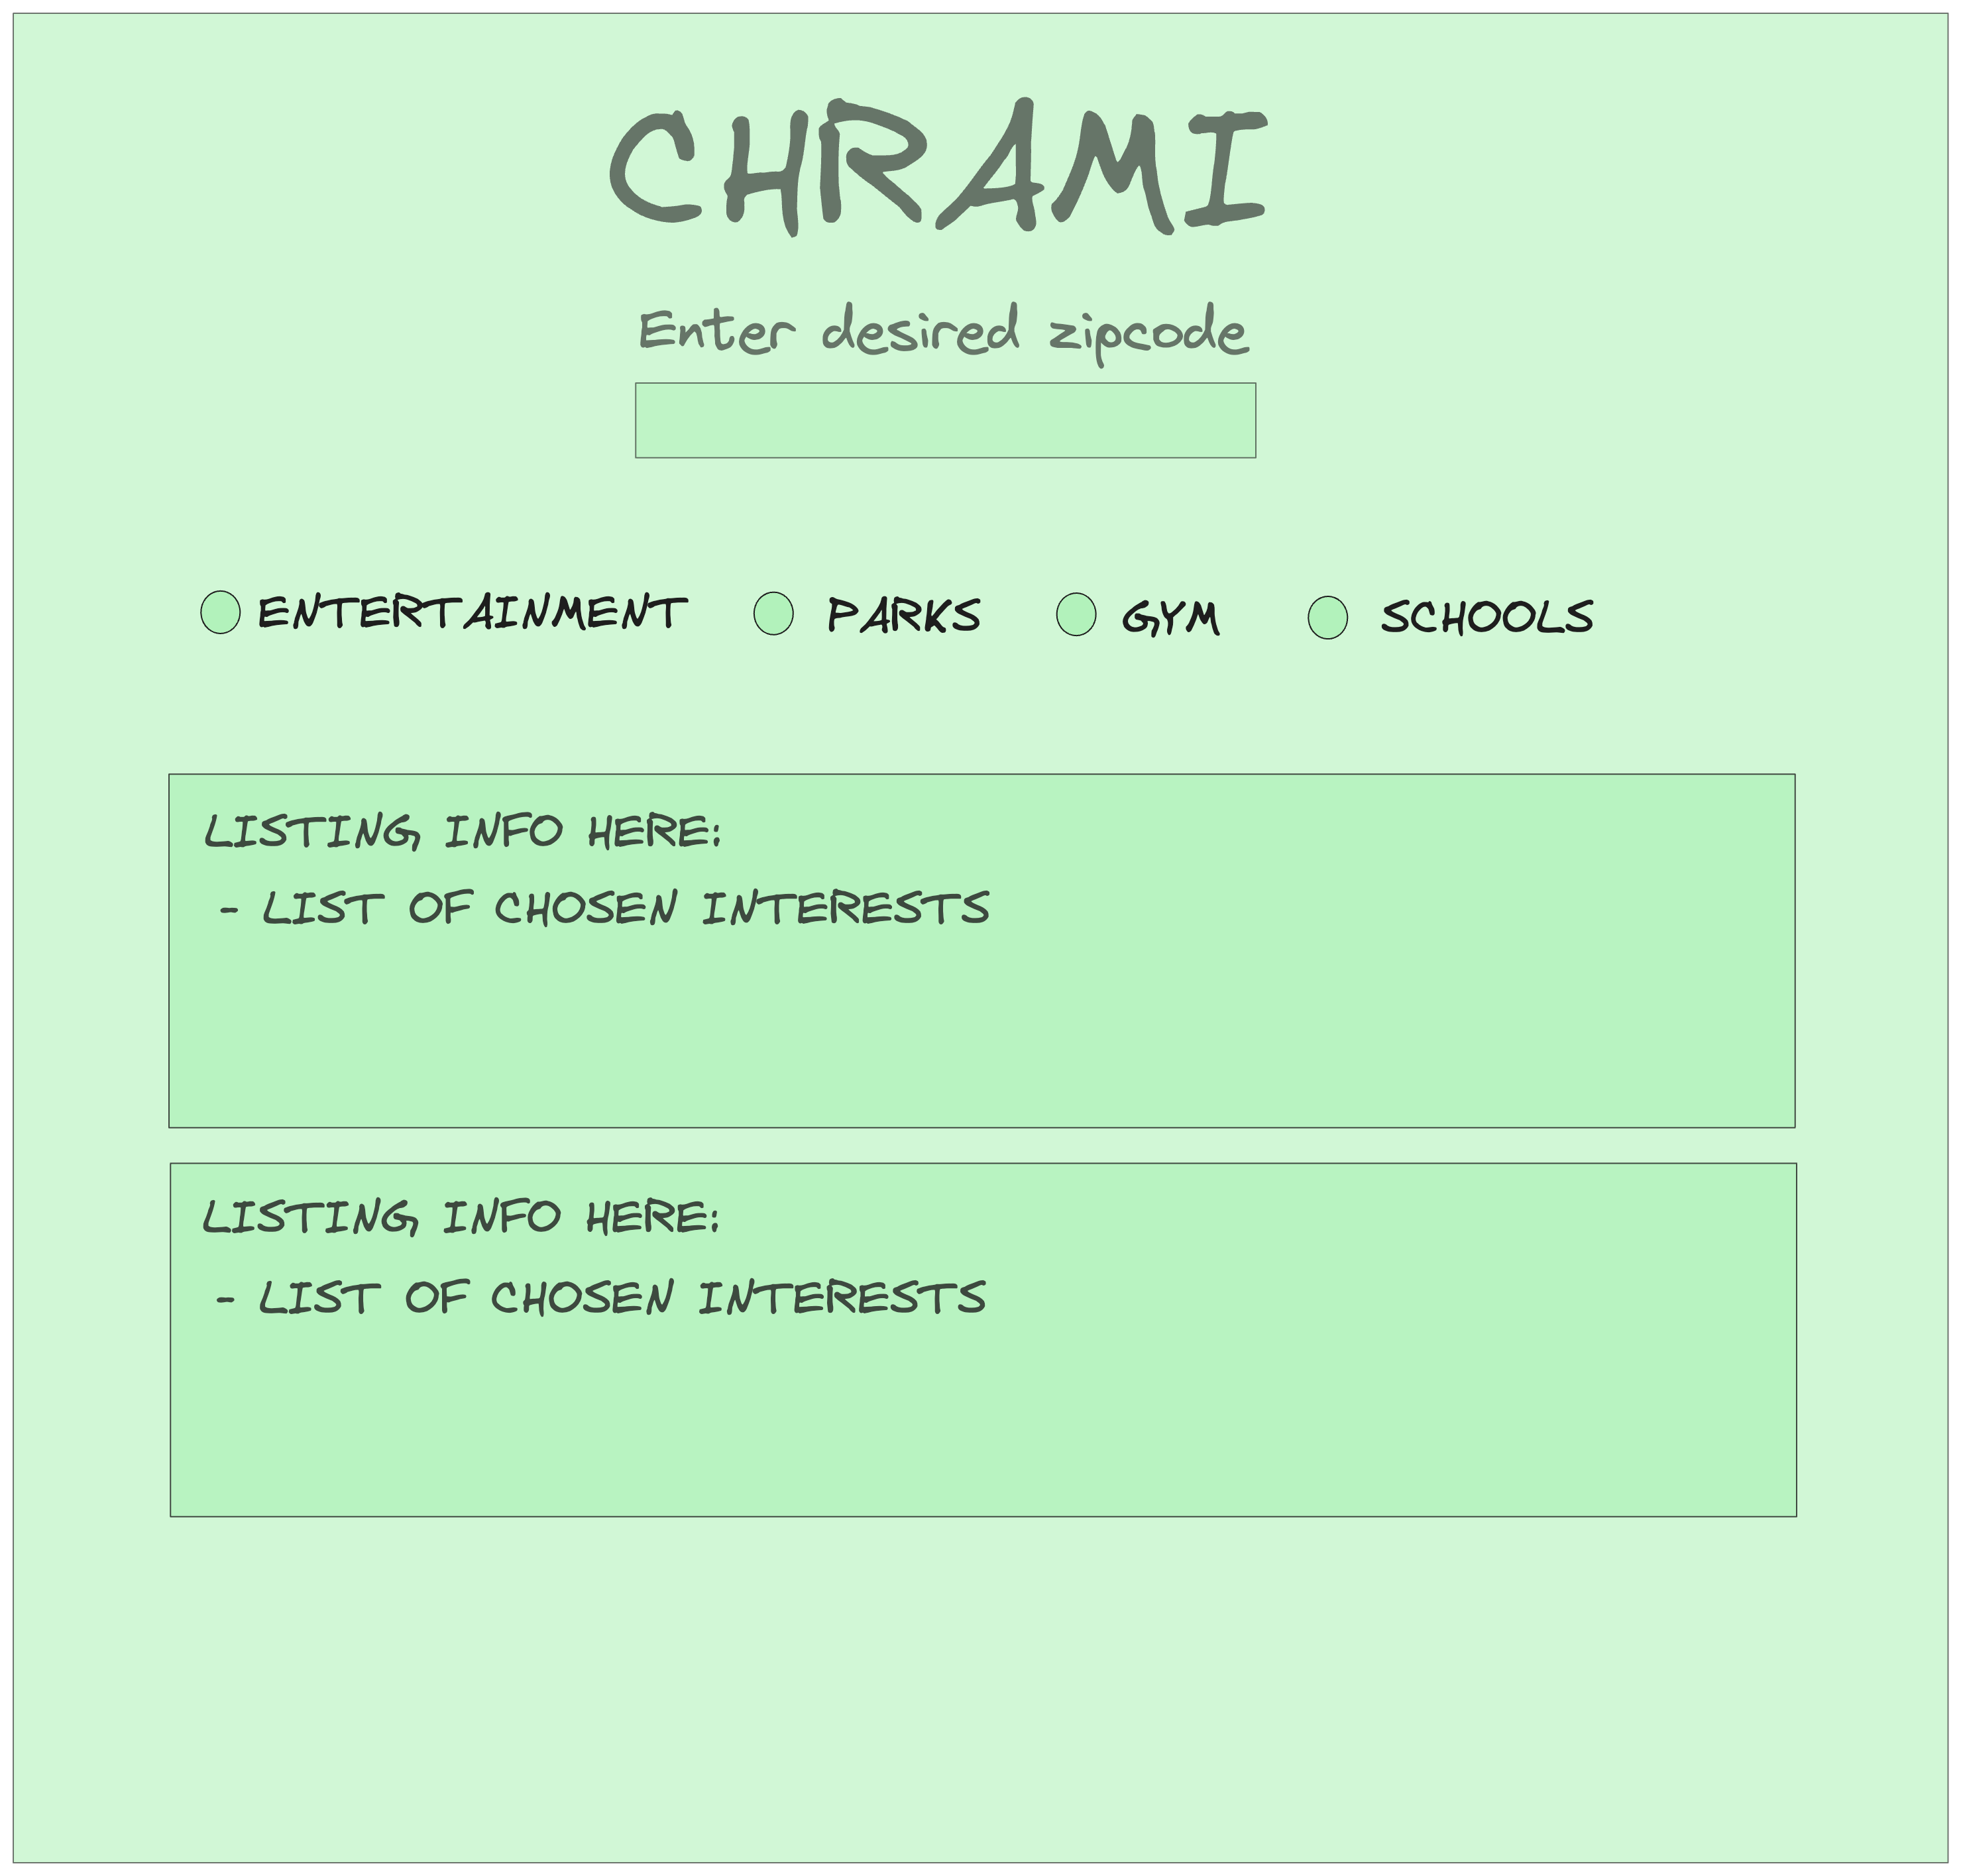 CHRAMI
Enter desired zipcode
ENTERTAINMENT PARKS GYM SCHOOLS
LISTING INFO HERE:
- LIST OF CHOSEN INTERESTS
LISTING INFO HERE:
- LIST OF CHOSEN INTERESTS